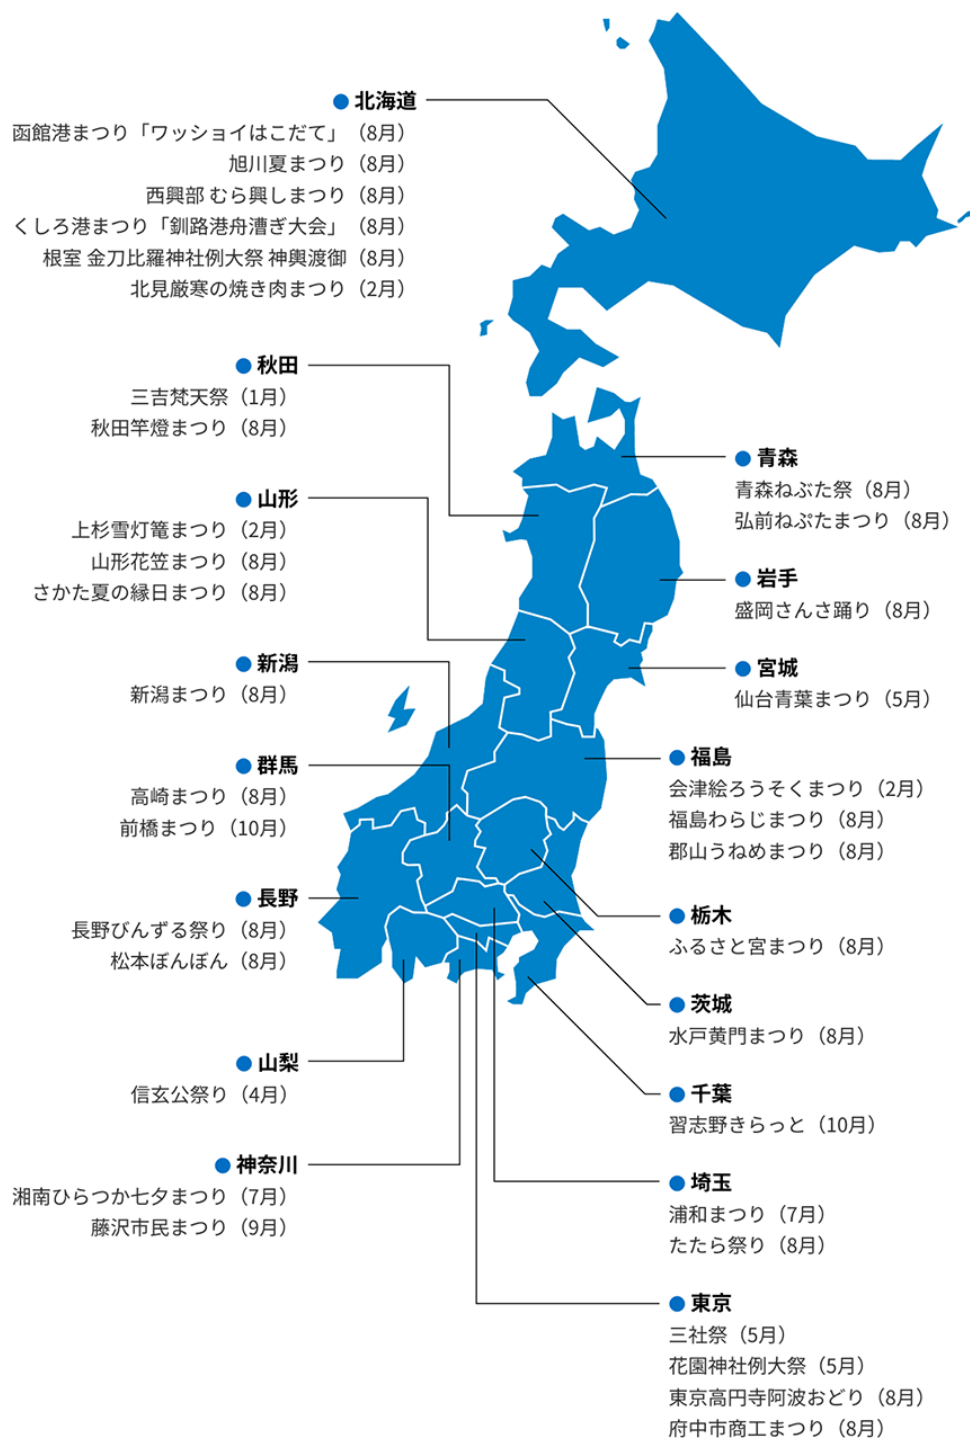 北海道
函館港まつり「ワッショイはこだて」（8月）
旭川夏まつり（8月）
西興部 むら興しまつり（8月）
くしろ港まつり「釧路港舟漕ぎ大会」（8月）
根室 金刀比羅神社例大祭 神輿渡御（8月）
北見厳寒の焼き肉まつり（2月）
秋田
三吉梵天祭（1月）
秋田竿燈まつり（8月）
山形
上杉雪灯篭まつり（2月）
山形花笠まつり（8月）
さかた夏の縁日まつり（8月）
新潟
新潟まつり（8月）
群馬
高崎まつり（8月）
前橋まつり（10月）
長野
長野びんずる祭り（8月）
松本ぼんぼん（8月）
山梨
信玄公祭り（4月）
神奈川
湘南ひらつか七夕まつり（7月）
藤沢市民まつり（9月）
青森
青森ねぶた祭（8月）
弘前ねぷたまつり（8月）
岩手
盛岡さんさ踊り（8月）
宮城
仙台青葉まつり（5月）
福島
会津絵ろうそくまつり（2月）
福島わらじまつり（8月）
郡山うねめまつり（8月）
栃木
ふるさと宮まつり（8月）
茨城
水戸黄門まつり（8月）
千葉
習志野きらっと（10月）
埼玉
浦和まつり（7月）
たたら祭り（8月）
東京
三社祭（5月）
花園神社例大祭（5月）
東京高円寺阿波おどり（8月）
府中市商工まつり（8月）